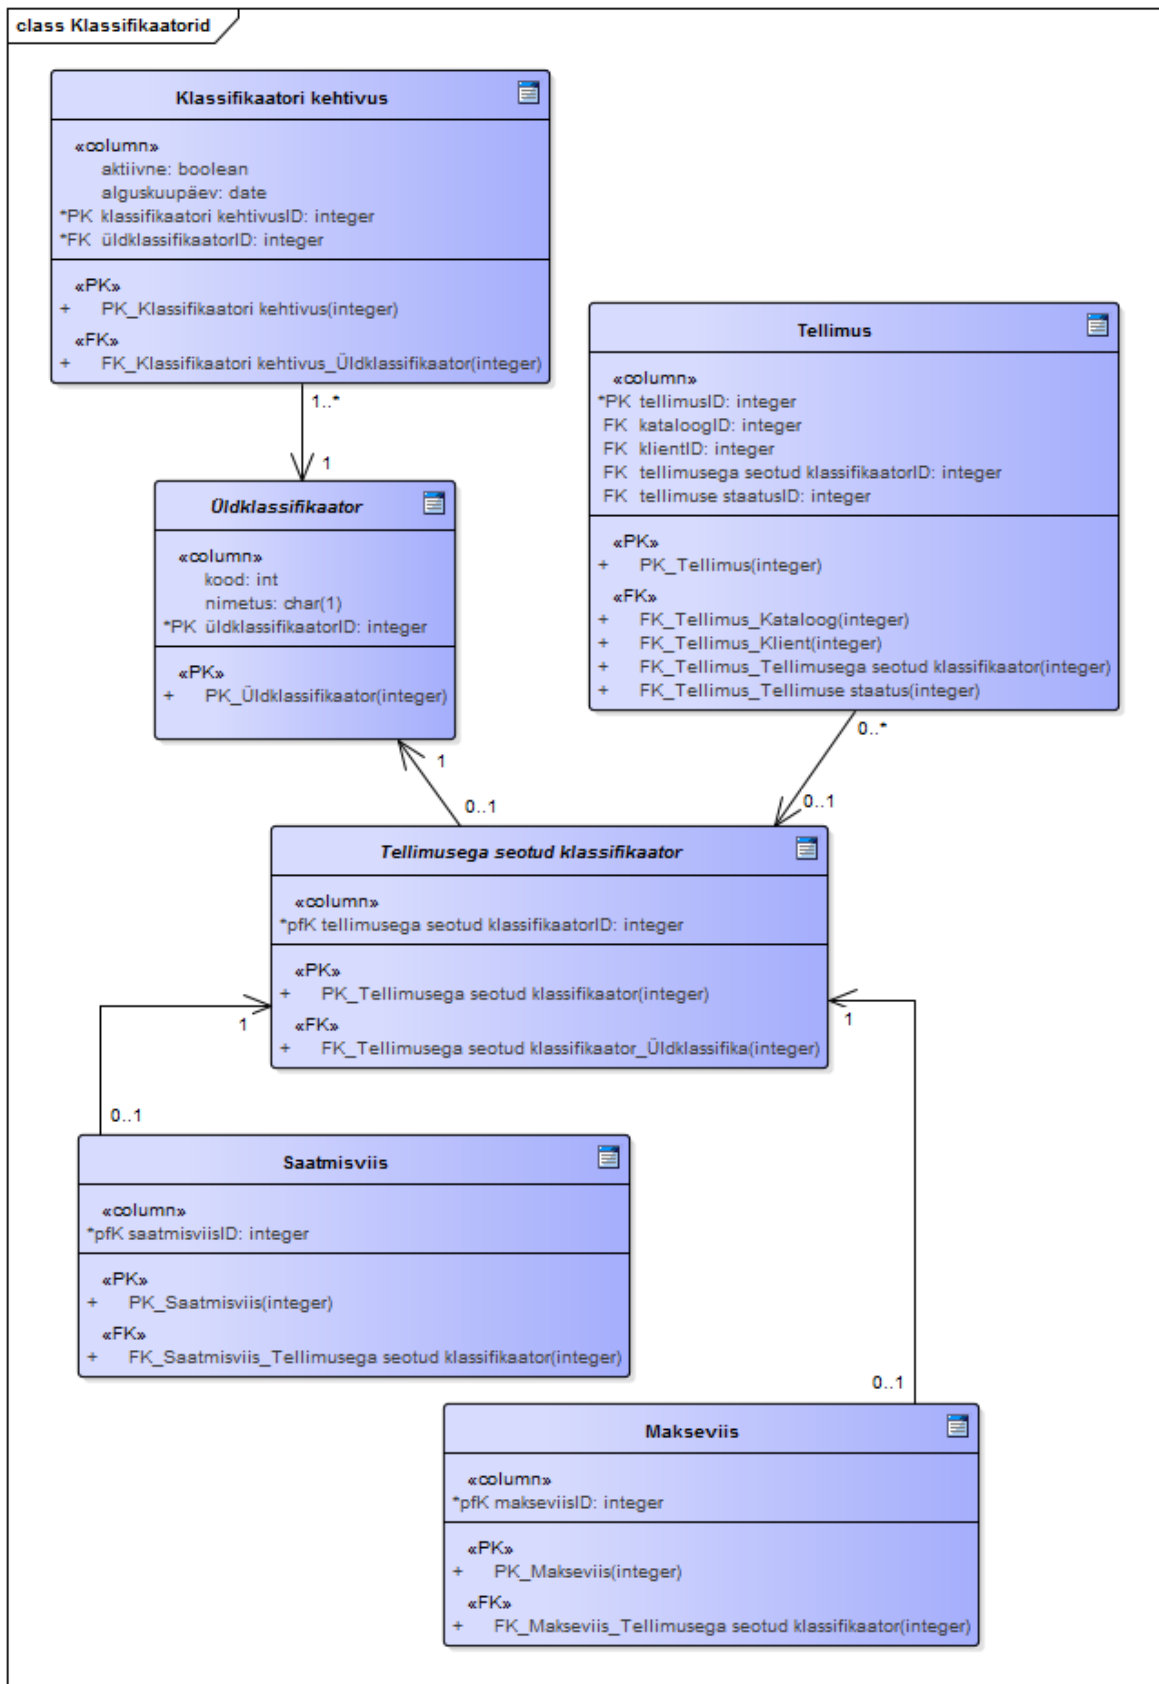 class Klassifikaatorid
Klassifikaatori kehtivus
«column»
aktiivne: boolean
alguskuupäev: date
*PK klassifikaatori kehtivusID: integer
*FK üldklassifikaatorID: integer
«PK»
+ PK_Klassifikaatori kehtivus(integer)
«FK»
+ FK_Klassifikaatori kehtivus_Üldklassifikaator(integer)
1..*
1
Tellimus
«column»
*PK tellimusID: integer
FK kataloogID: integer
FK klientID: integer
FK tellimusega seotud klassifikaatorID: integer
FK tellimuse staatusID: integer
«PK»
+ PK_Tellimus(integer)
«FK»
+ FK_Tellimus_Kataloog(integer)
+ FK_Tellimus_Klient(integer)
+ FK_Tellimus_Tellimusega seotud klassifikaator(integer)
+ FK_Tellimus_Tellimuse staatus(integer)
0..*
0..1
Üldklassifikaator
«column»
kood: int
nimetus: char(1)
*PK üldklassifikaatorID: integer
«PK»
+ PK_Üldklassifikaator(integer)
1
0..1
Tellimusega seotud klassifikaator
«column»
*pfK tellimusega seotud klassifikaatorID: integer
«PK»
+ PK_Tellimusega seotud klassifikaator(integer)
«FK»
+ FK_Tellimusega seotud klassifikaator_Üldklassifika(integer)
1
1
0..1
Saatmisviis
«column»
*pfK saatmisviisID: integer
«PK»
+ PK_Saatmisviis(integer)
«FK»
+ FK_Saatmisviis_Tellimusega seotud klassifikaator(integer)
0..1
Makseviis
«column»
*pfK makseviisID: integer
«PK»
+ PK_Makseviis(integer)
«FK»
+ FK_Makseviis_Tellimusega seotud klassifikaator(integer)